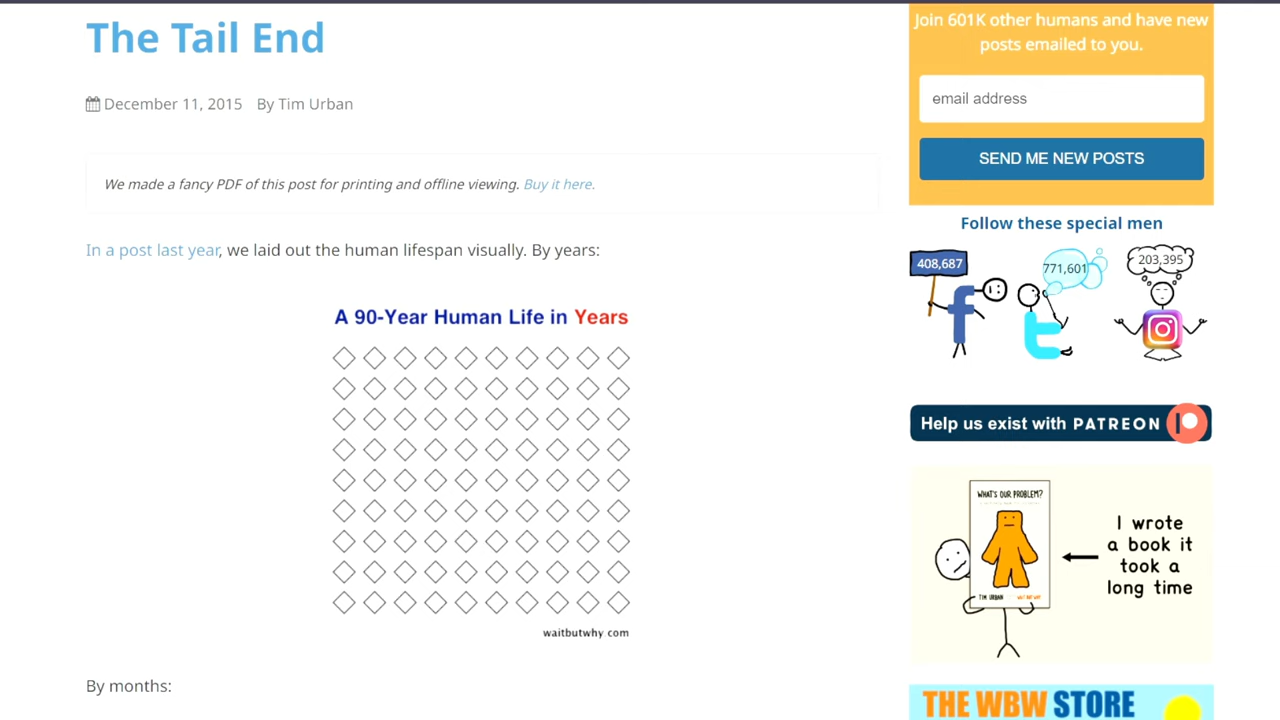 The Tail End
December 11, 2015 By Tim Urban
We made a fancy PDF of this post for printing and offline viewing. Buy it here.
In a post last year, we laid out the human lifespan visually. By years:
A 90-Year Human Life in Years
waitbutwhy.com
By months:
Join 601K other humans and have new
posts emailed to you.
email address
SEND ME NEW POSTS
Follow these special men
408,687
771,601
203,395
Help us exist with PATREON
WHAT'S OUR PROBLEM?
TIM URBAN
WAIT BUT WHY
I wrote
a book it
took a
long time
THE WBW STORE